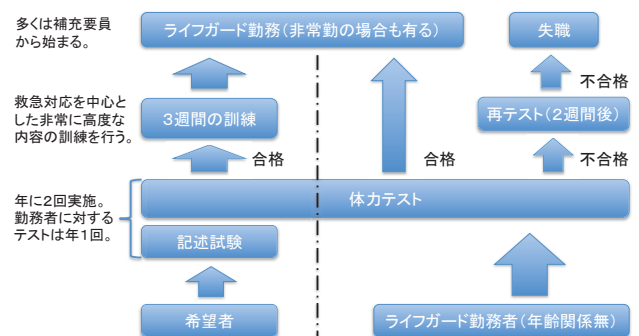 多くは補充要員
から始まる。
ライフガード勤務(非常勤の場合も有る)
失職
不合格
救急対応を中心と
した非常に高度な
内容の訓練を行う。
3週間の訓練
再テスト(2週間後)
合格
合格
不合格
年に2回実施。
勤務者に対する
テストは年1回。
体力テスト
記述試験
希望者
ライフガード勤務者(年齢関係無)